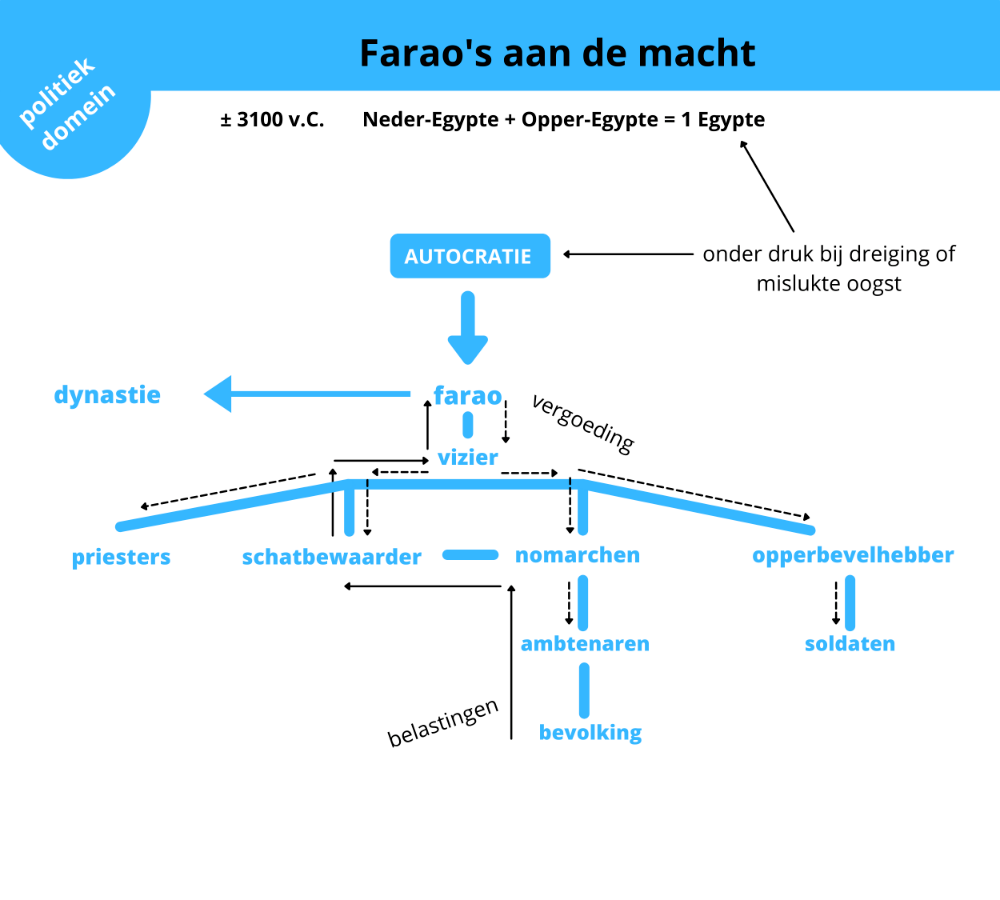 Farao's aan de macht
politiek
domein
± 3100 v.C. Neder-Egypte + Opper-Egypte = 1 Egypte
AUTOCRATIE
onder druk bij dreiging of
mislukte oogst
dynastie
farao
vergoeding
vizier
priesters
schatbewaarder
nomarchen
opperbevelhebber
ambtenaren
soldaten
belastingen
bevolking